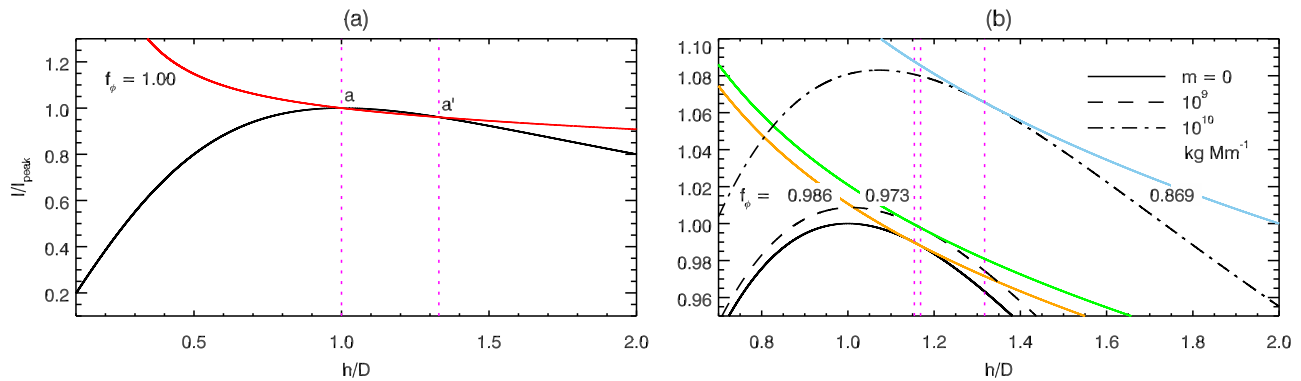 (a)
f_φ = 1.00
a
a'
1.2
1.0
0.8
0.6
0.4
0.2
I/I_peak
0.5
1.0
1.5
2.0
h/D
(b)
1.10
1.08
1.06
1.04
1.02
1.00
0.98
0.96
m = 0
10^9
10^10
kg Mm^-1
f_φ = 0.986 0.973
0.869
0.8
1.0
1.2
1.4
1.6
1.8
2.0
h/D